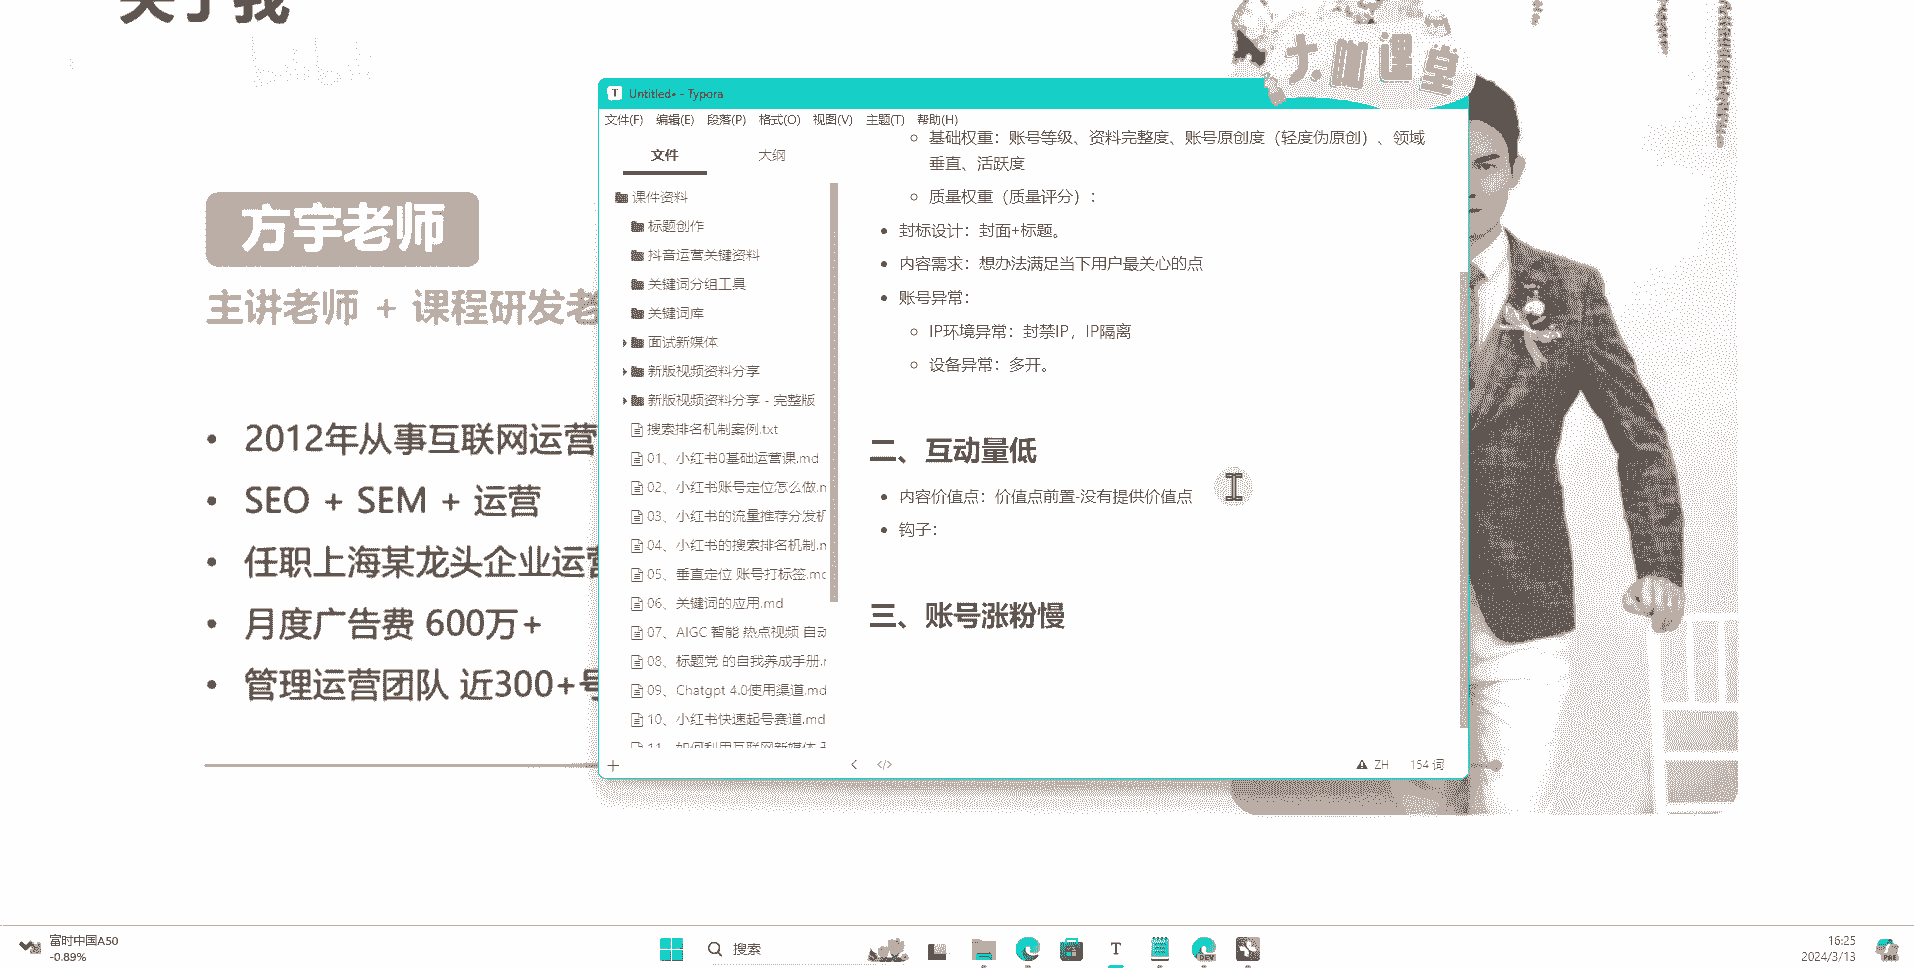 关于我
bilibili
大咖课堂
方宇老师
主讲老师 + 课程研发老
2012年从事互联网运营
SEO + SEM + 运营
任职上海某龙头企业运营
月度广告费 600万+
管理运营团队 近300+号
Untitled• - Typora
文件(F) 编辑(E) 段落(P) 格式(O) 视图(V) 主题(T) 帮助(H)
文件 大纲
课件资料
标题创作
抖音运营关键资料
关键词分组工具
关键词库
面试新媒体
新版视频资料分享
新版视频资料分享 - 完整版
搜索排名机制案例.txt
01、小红书0基础运营课.md
02、小红书账号定位怎么做.m
03、小红书的流量推荐分发机
04、小红书的搜索排名机制.m
05、垂直定位 账号打标签.md
06、关键词的应用.md
07、AIGC 智能 热点视频 自动
08、标题党 的自我养成手册.m
09、Chatgpt 4.0使用渠道.md
10、小红书快速起号赛道.md
11、如何利用互联网新媒体
基础权重：账号等级、资料完整度、账号原创度（轻度伪原创）、领域
垂直、活跃度
质量权重（质量评分）：
封标设计：封面+标题。
内容需求：想办法满足当下用户最关心的点
账号异常：
IP环境异常：封禁IP，IP隔离
设备异常：多开。
二、互动量低
内容价值点：价值点前置-没有提供价值点
钩子：
三、账号涨粉慢
ZH 154 词
富时中国A50
-0.89%
搜索
T
DEV
PRE
16:25
2024/3/13